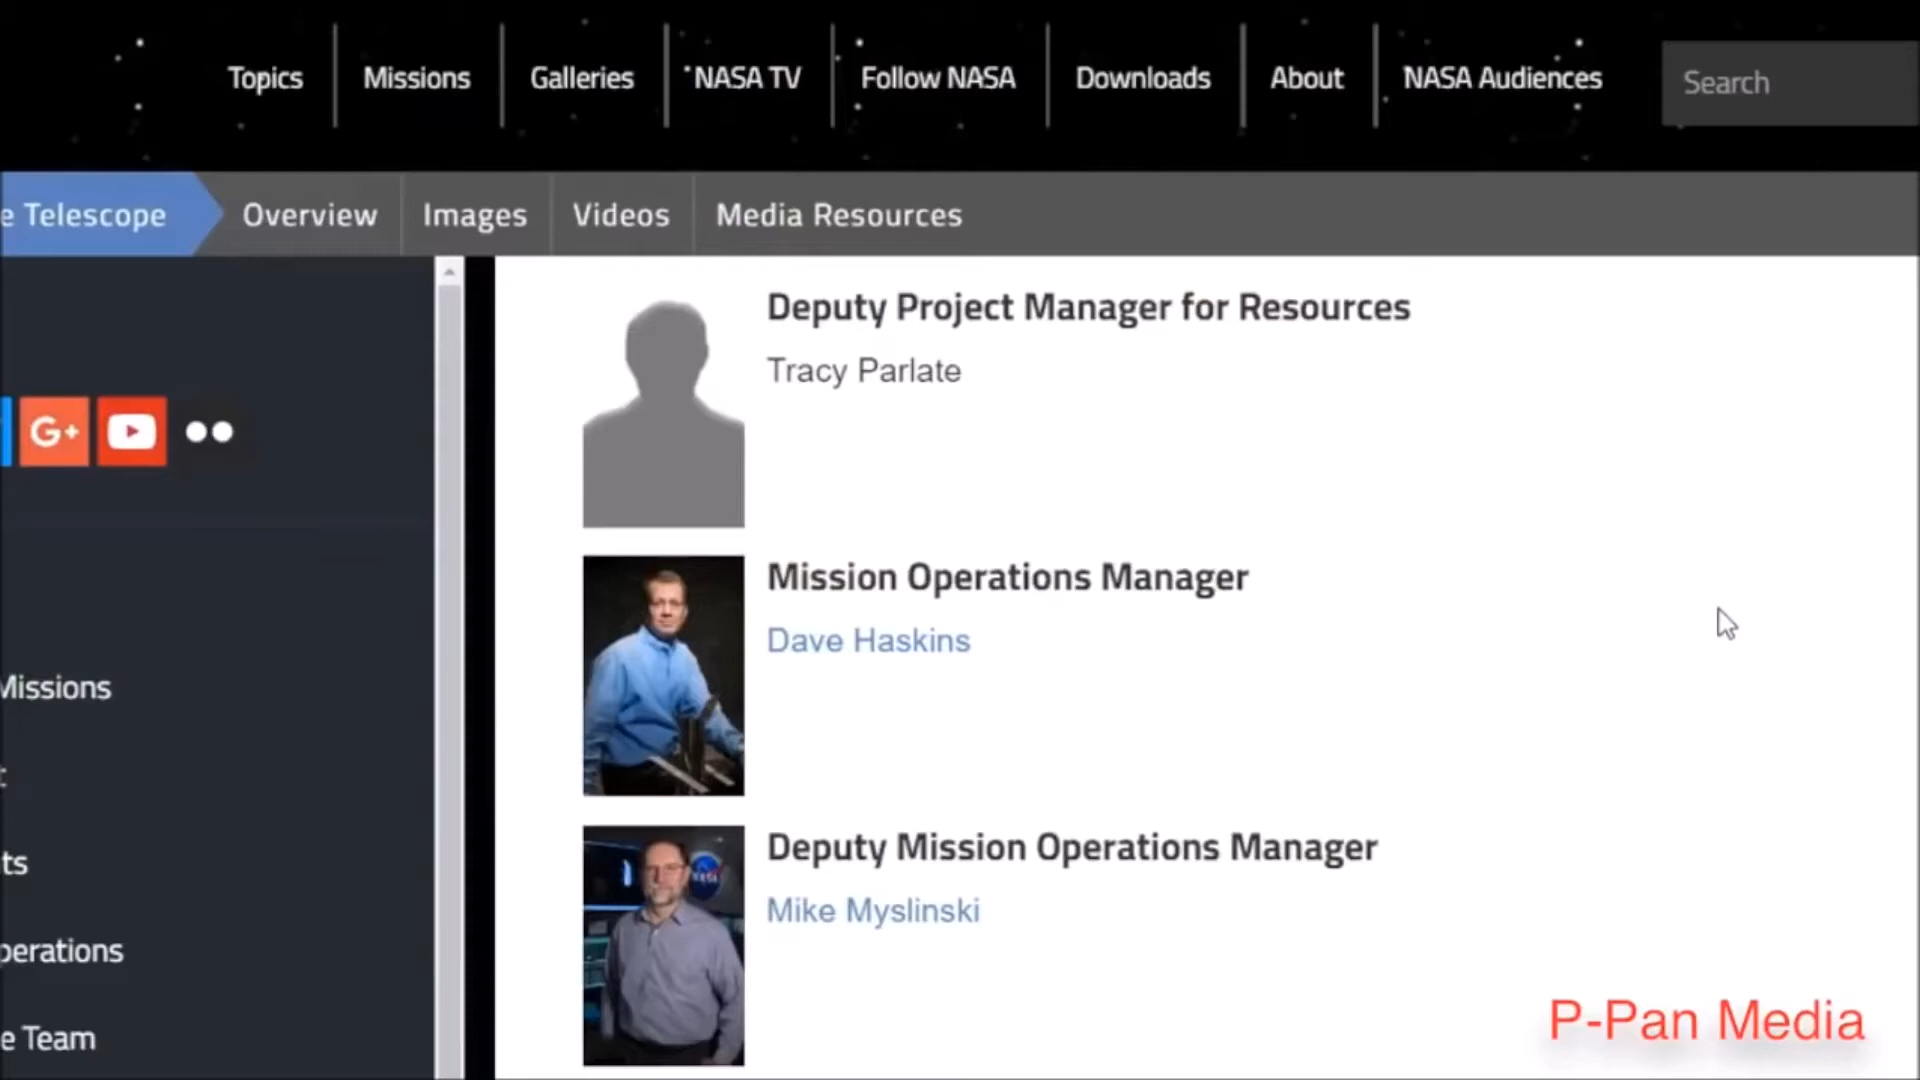 Topics Missions Galleries NASA TV Follow NASA Downloads About NASA Audiences Search
e Telescope Overview Images Videos Media Resources
Deputy Project Manager for Resources
Tracy Parlate
G+
Mission Operations Manager
Dave Haskins
Missions
ts
Deputy Mission Operations Manager
Mike Myslinski
NASA
perations
e Team
P-Pan Media